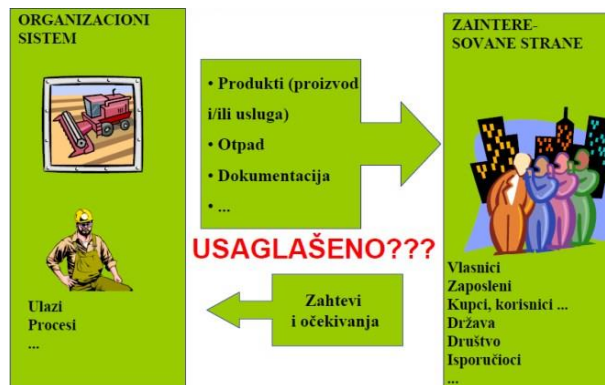 ORGANIZACIONI
SISTEM
Ulazi
Procesi
...
• Produkti (proizvod
i/ili usluga)
• Otpad
• Dokumentacija
• ...
USAGLAŠENO???
Zahtevi
i očekivanja
ZAINTERE-
SOVANE STRANE
Vlasnici
Zaposleni
Kupci, korisnici ...
Država
Društvo
Isporučioci
...